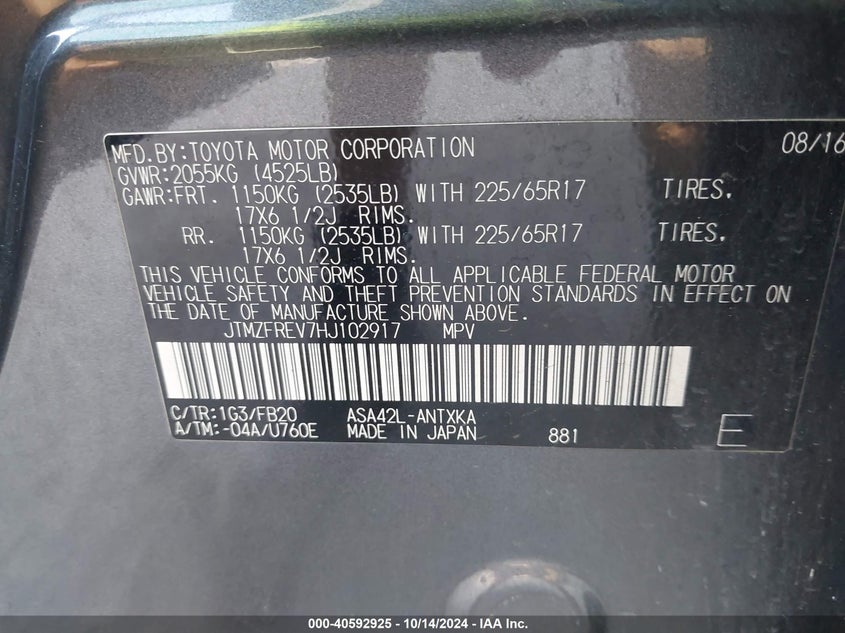 MFD.BY:TOYOTA MOTOR CORPORATION 08/16
GVWR:2055KG (4525LB)
GAWR:FRT. 1150KG (2535LB) WITH 225/65R17 TIRES.
17X6 1/2J RIMS.
RR. 1150KG (2535LB) WITH 225/65R17 TIRES.
17X6 1/2J RIMS.
THIS VEHICLE CONFORMS TO ALL APPLICABLE FEDERAL MOTOR
VEHICLE SAFETY AND THEFT PREVENTION STANDARDS IN EFFECT ON
THE DATE OF MANUFACTURE SHOWN ABOVE.
JTMZFREV7HJ102917 MPV
C/TR:1G3/FB20 ASA42L-ANTXKA
A/TM:-04A/U760E MADE IN JAPAN 881 E
000-40592925 | 10/14/2024 - IAA Inc.